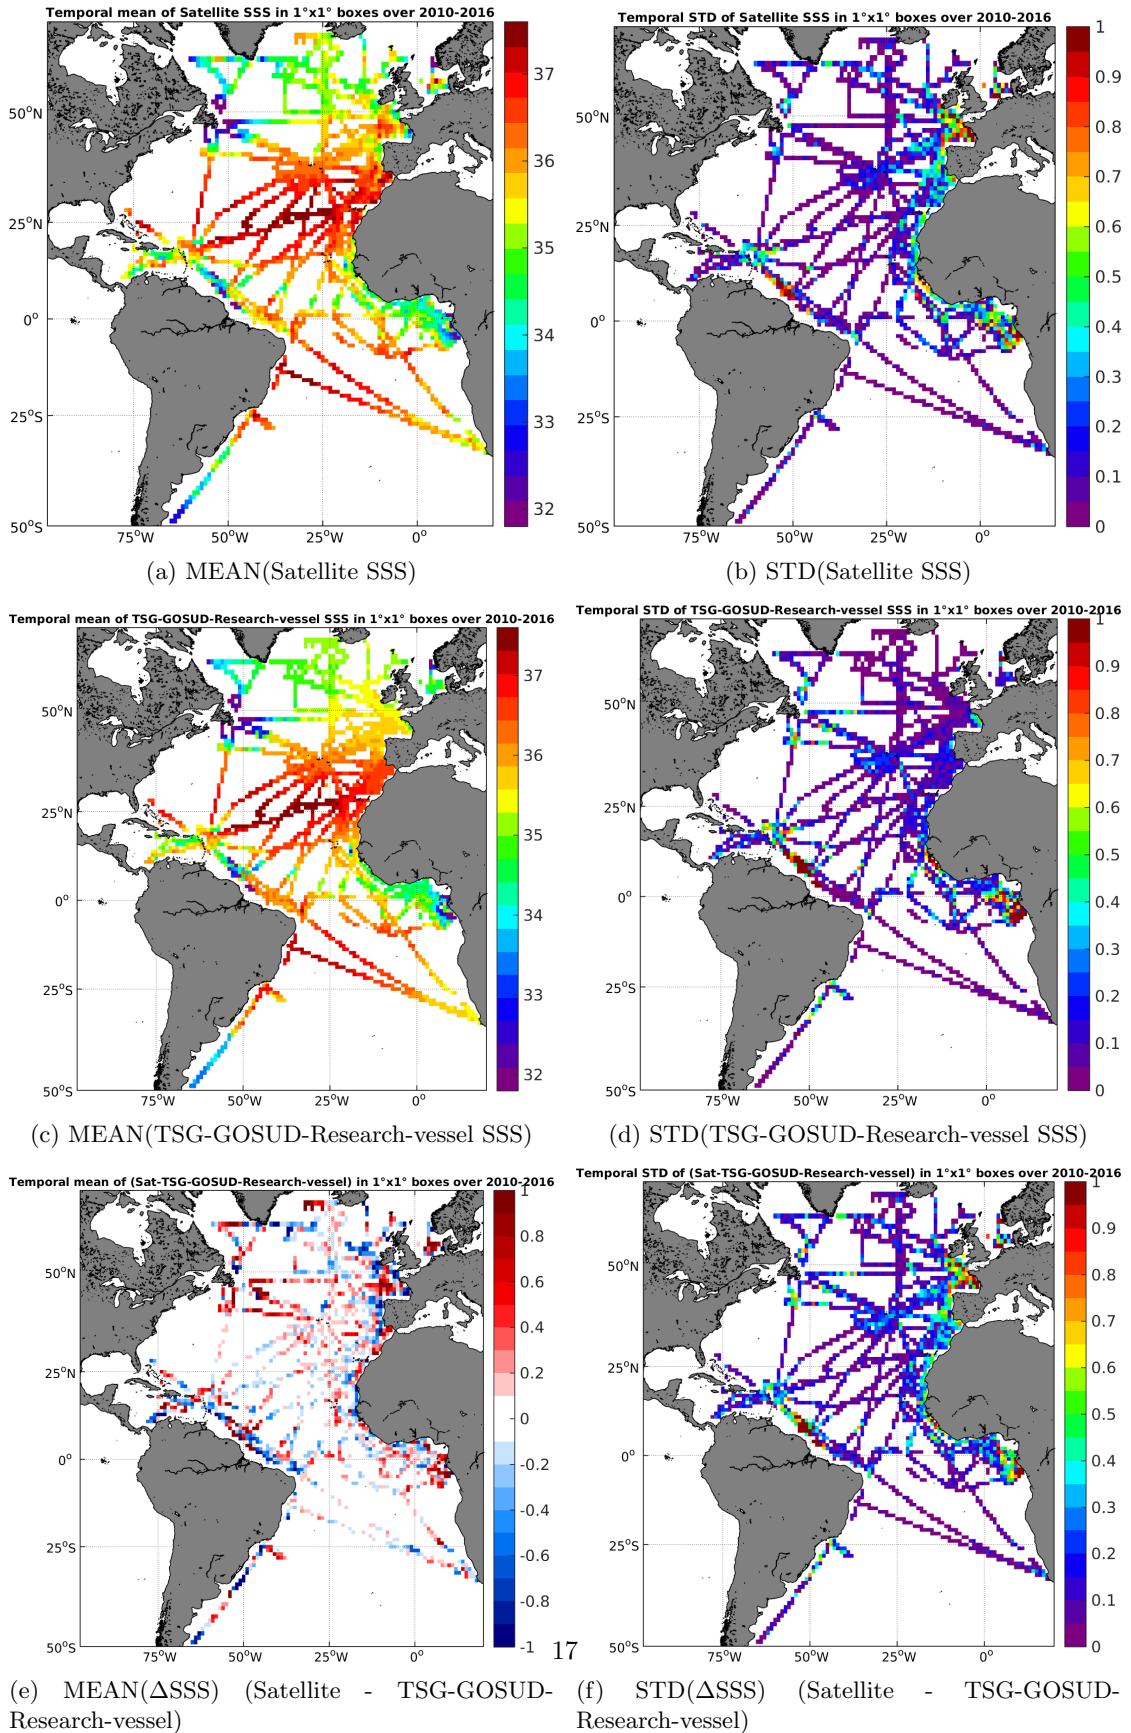 Temporal mean of Satellite SSS in 1°x1° boxes over 2010-2016
50°N
25°N
0°
25°S
50°S
75°W
50°W
25°W
0°
37
36
35
34
33
32
(a) MEAN(Satellite SSS)
Temporal STD of Satellite SSS in 1°x1° boxes over 2010-2016
50°N
25°N
0°
25°S
50°S
75°W
50°W
25°W
0°
1
0.9
0.8
0.7
0.6
0.5
0.4
0.3
0.2
0.1
0
(b) STD(Satellite SSS)
Temporal mean of TSG-GOSUD-Research-vessel SSS in 1°x1° boxes over 2010-2016
50°N
25°N
0°
25°S
50°S
75°W
50°W
25°W
0°
37
36
35
34
33
32
(c) MEAN(TSG-GOSUD-Research-vessel SSS)
Temporal STD of TSG-GOSUD-Research-vessel SSS in 1°x1° boxes over 2010-2016
50°N
25°N
0°
25°S
50°S
75°W
50°W
25°W
0°
1
0.9
0.8
0.7
0.6
0.5
0.4
0.3
0.2
0.1
0
(d) STD(TSG-GOSUD-Research-vessel SSS)
Temporal mean of (Sat-TSG-GOSUD-Research-vessel) in 1°x1° boxes over 2010-2016
50°N
25°N
0°
25°S
50°S
75°W
50°W
25°W
0°
1
0.8
0.6
0.4
0.2
0
-0.2
-0.4
-0.6
-0.8
-1
(e) MEAN(ΔSSS) (Satellite - TSG-GOSUD-
Research-vessel)
Temporal STD of (Sat-TSG-GOSUD-Research-vessel) in 1°x1° boxes over 2010-2016
50°N
25°N
0°
25°S
50°S
75°W
50°W
25°W
0°
1
0.9
0.8
0.7
0.6
0.5
0.4
0.3
0.2
0.1
0
(f) STD(ΔSSS) (Satellite - TSG-GOSUD-
Research-vessel)
17